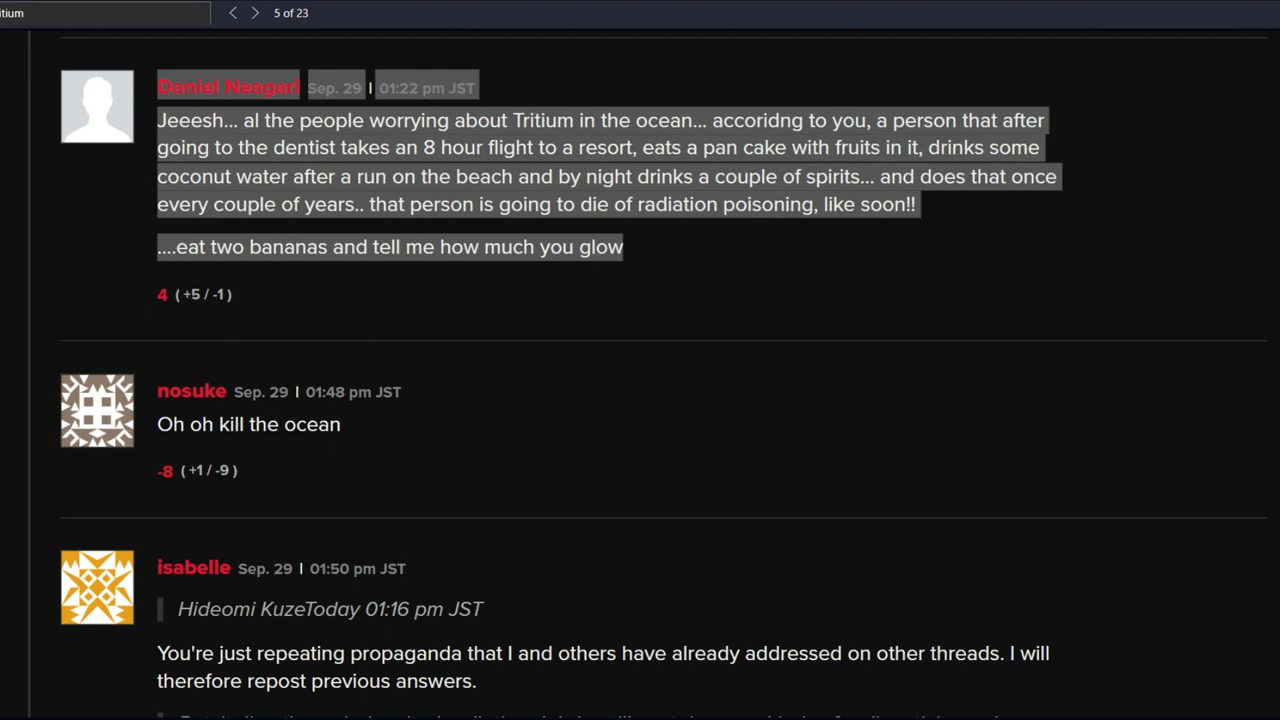 itium
5 of 23
Daniel Neagari Sep. 29 | 01:22 pm JST
Jeeesh... al the people worrying about Tritium in the ocean... accoridng to you, a person that after
going to the dentist takes an 8 hour flight to a resort, eats a pan cake with fruits in it, drinks some
coconut water after a run on the beach and by night drinks a couple of spirits... and does that once
every couple of years.. that person is going to die of radiation poisoning, like soon!!
....eat two bananas and tell me how much you glow
4 ( +5 / -1 )
nosuke Sep. 29 | 01:48 pm JST
Oh oh kill the ocean
-8 ( +1 / -9 )
isabelle Sep. 29 | 01:50 pm JST
Hideomi KuzeToday 01:16 pm JST
You're just repeating propaganda that I and others have already addressed on other threads. I will
therefore repost previous answers.